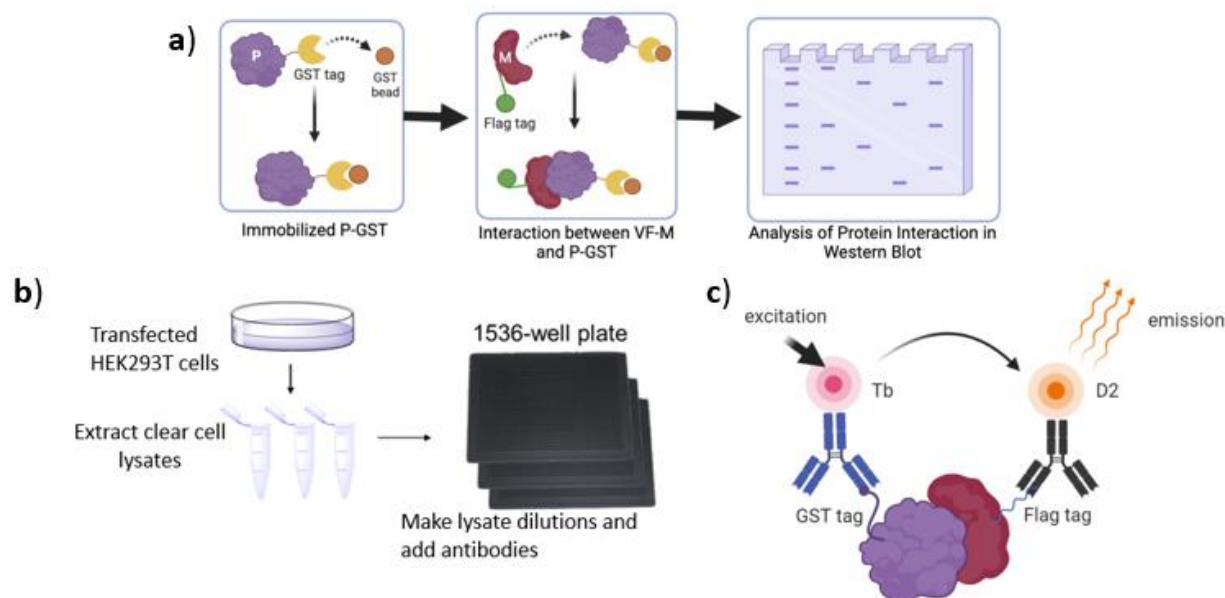 a)
P
GST tag
GST
bead
Immobilized P-GST
M
Flag tag
Interaction between VF-M
and P-GST
Analysis of Protein Interaction in
Western Blot
b)
Transfected
HEK293T cells
Extract clear cell
lysates
1536-well plate
Make lysate dilutions and
add antibodies
c)
excitation
Tb
D2
emission
GST tag
Flag tag